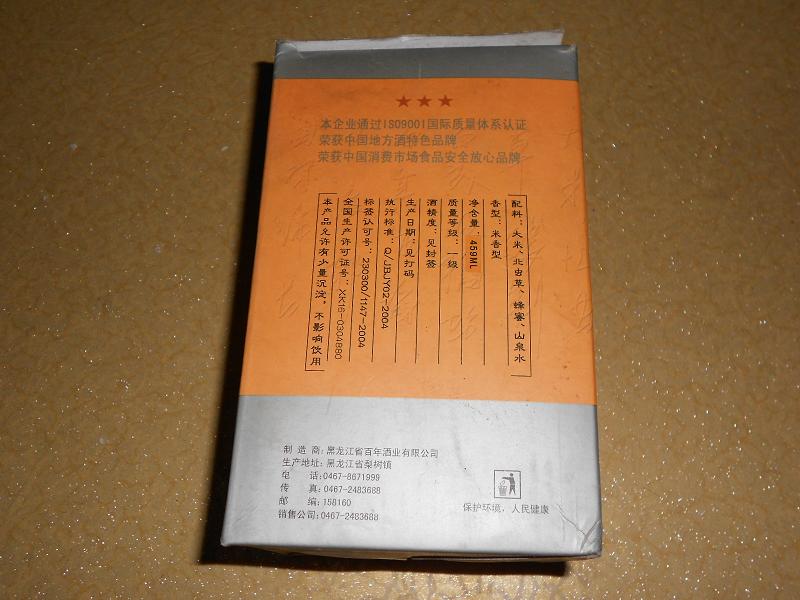 ★★★
本企业通过ISO9001国际质量体系认证
荣获中国地方酒特色品牌
荣获中国消费市场食品安全放心品牌
配料：大米、北虫草、蜂蜜、山泉水
香型：米香型
净含量：459ML
质量等级：一级
酒精度：见封签
生产日期：见打码
执行标准：Q/JBJY02-2004
标签认可号：230300/1147-2004
全国生产许可证号：XK16-0304880
本产品允许有少量沉淀，不影响饮用
制造商：黑龙江省百年酒业有限公司
生产地址：黑龙江省梨树镇
电话：0467-8671999
传真：0467-2483688
邮编：158160
销售公司：0467-2483688
保护环境，人民健康